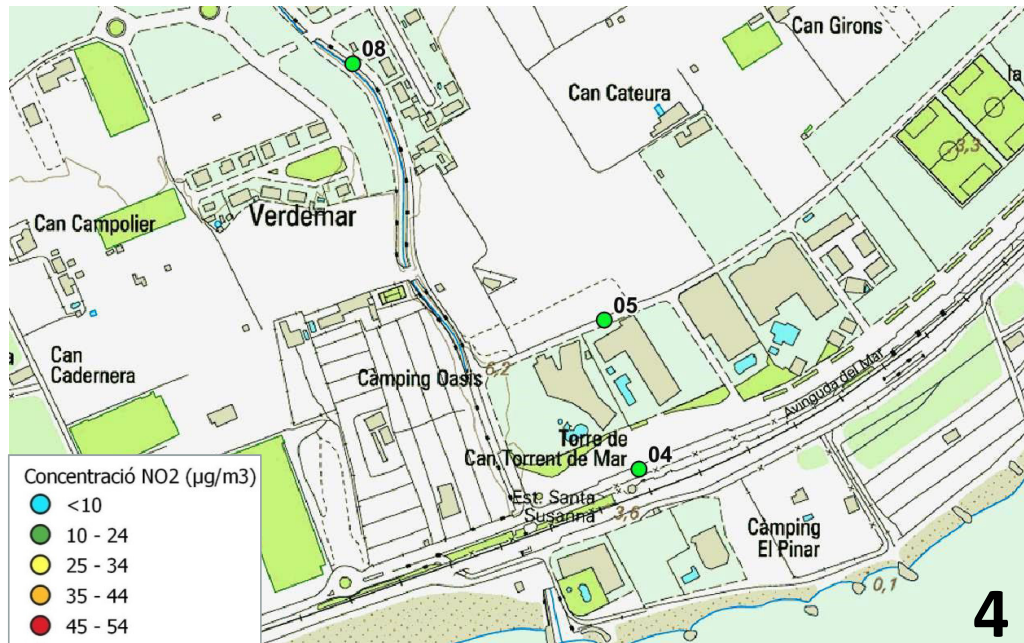 08
Can Girons
la
Can Cateura
3,3
Can Campolier
Verdemar
05
Can
Cadernera
Càmping Oasis
6,2
Avinguda del Mar
Torre de
Can Torrent de Mar
04
Est. Santa
Susanna
3,6
Càmping
El Pinar
0,1
Concentració NO2 (µg/m3)
<10
10 - 24
25 - 34
35 - 44
45 - 54
4